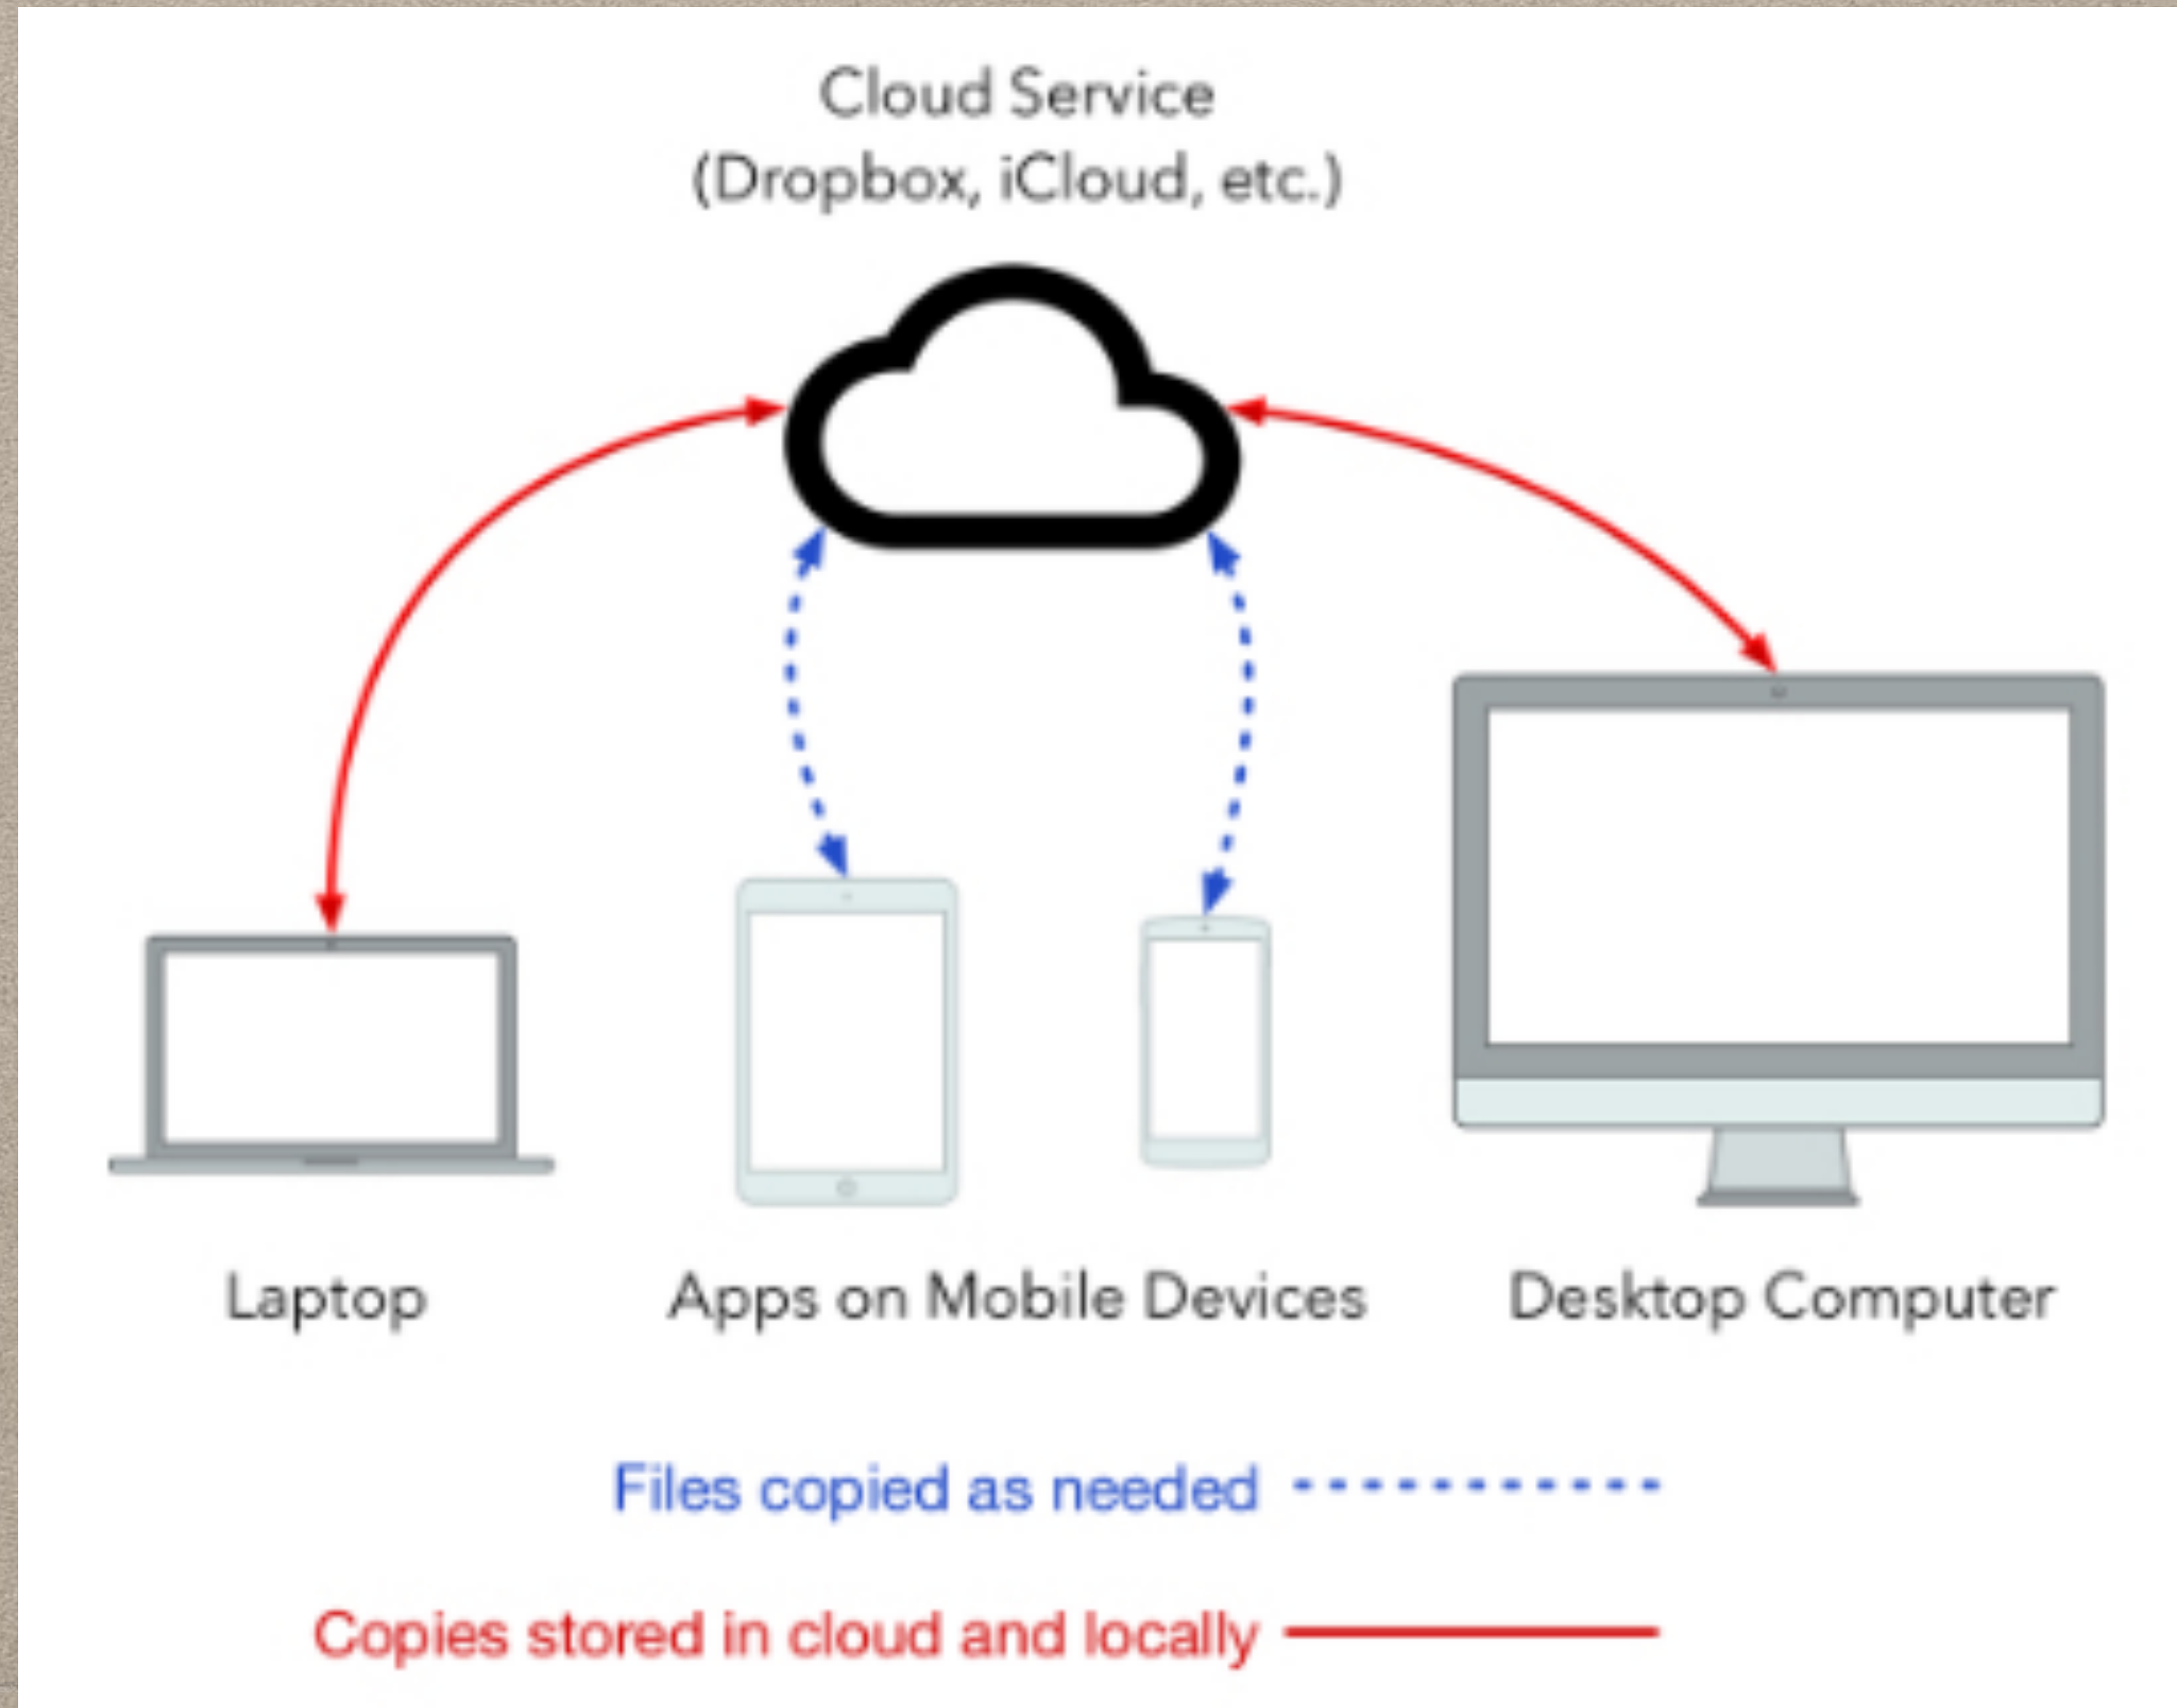 Cloud Service
(Dropbox, iCloud, etc.)
Laptop
Apps on Mobile Devices
Desktop Computer
Files copied as needed
Copies stored in cloud and locally